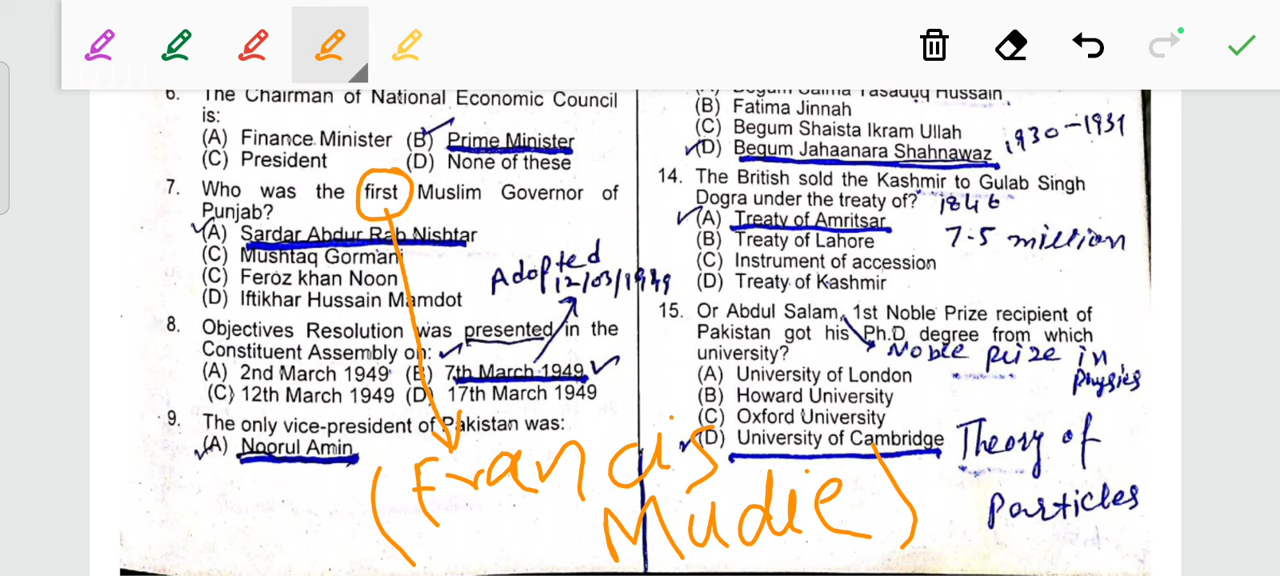 6. The Chairman of National Economic Council
is:
(A) Finance Minister (B) Prime Minister
(C) President (D) None of these
7. Who was the first Muslim Governor of
Punjab?
(A) Sardar Abdur Rab Nishtar
(C) Mushtaq Gormani
(C) Feroz khan Noon
(D) Iftikhar Hussain Mamdot
Adopted
12/03/1949
8. Objectives Resolution was presented in the
Constituent Assembly on:
(A) 2nd March 1949 (B) 7th March 1949
(C) 12th March 1949 (D) 17th March 1949
9. The only vice-president of Pakistan was:
(A) Noorul Amin
(Francis
Mudie)
Begum Salma Tasaduq Hussain
(B) Fatima Jinnah
(C) Begum Shaista Ikram Ullah
(D) Begum Jahaanara Shahnawaz
1930-1931
14. The British sold the Kashmir to Gulab Singh
Dogra under the treaty of? 1846
(A) Treaty of Amritsar
(B) Treaty of Lahore
7.5 million
(C) Instrument of accession
(D) Treaty of Kashmir
15. Or Abdul Salam, 1st Noble Prize recipient of
Pakistan got his Ph.D degree from which
university?
Noble prize in
Physics
(A) University of London
(B) Howard University
(C) Oxford University
(D) University of Cambridge
Theory of
Particles